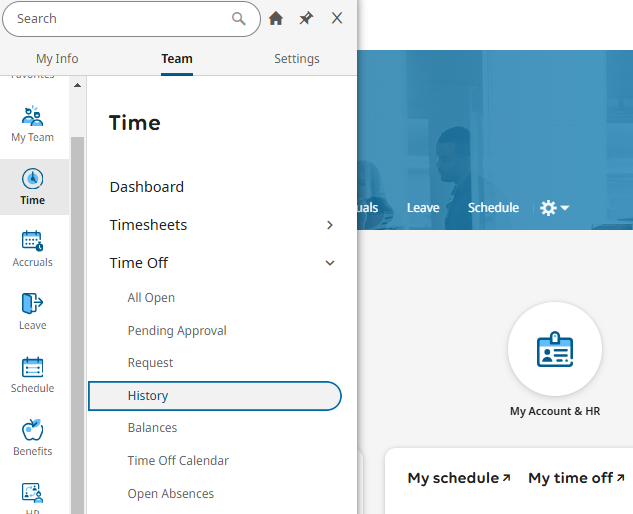 Search
My Info
Team
Settings
Favorites
My Team
Time
Accruals
Leave
Schedule
Benefits
HR
Time
Dashboard
Timesheets
Time Off
All Open
Pending Approval
Request
History
Balances
Time Off Calendar
Open Absences
uals Leave Schedule
My Account & HR
My schedule My time off